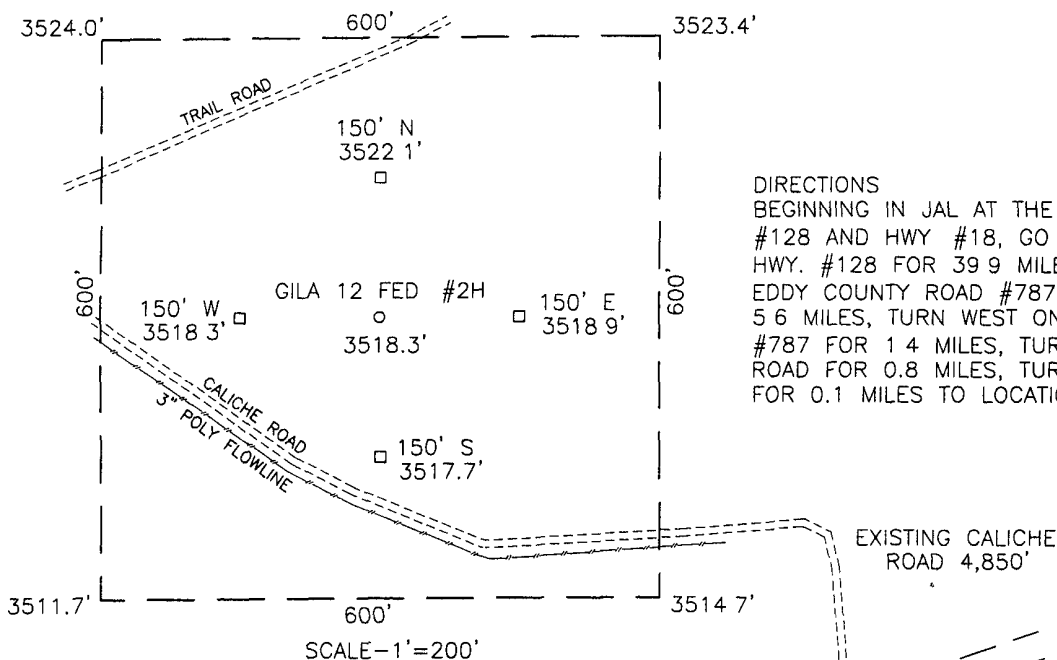 3524.0'
600'
3523.4'
TRAIL ROAD
150' N
3522 1'
DIRECTIONS
BEGINNING IN JAL AT THE
#128 AND HWY #18, GO
HWY. #128 FOR 39 9 MILE
EDDY COUNTY ROAD #787
5 6 MILES, TURN WEST ON
#787 FOR 1 4 MILES, TUR
ROAD FOR 0.8 MILES, TUR
FOR 0.1 MILES TO LOCATIO
600'
150' W
3518 3'
GILA 12 FED #2H
3518.3'
150' E
3518 9'
600'
CALICHE ROAD
3" POLY FLOWLINE
150' S
3517.7'
EXISTING CALICHE
ROAD 4,850'
3511.7'
600'
3514 7'
SCALE-1'=200'